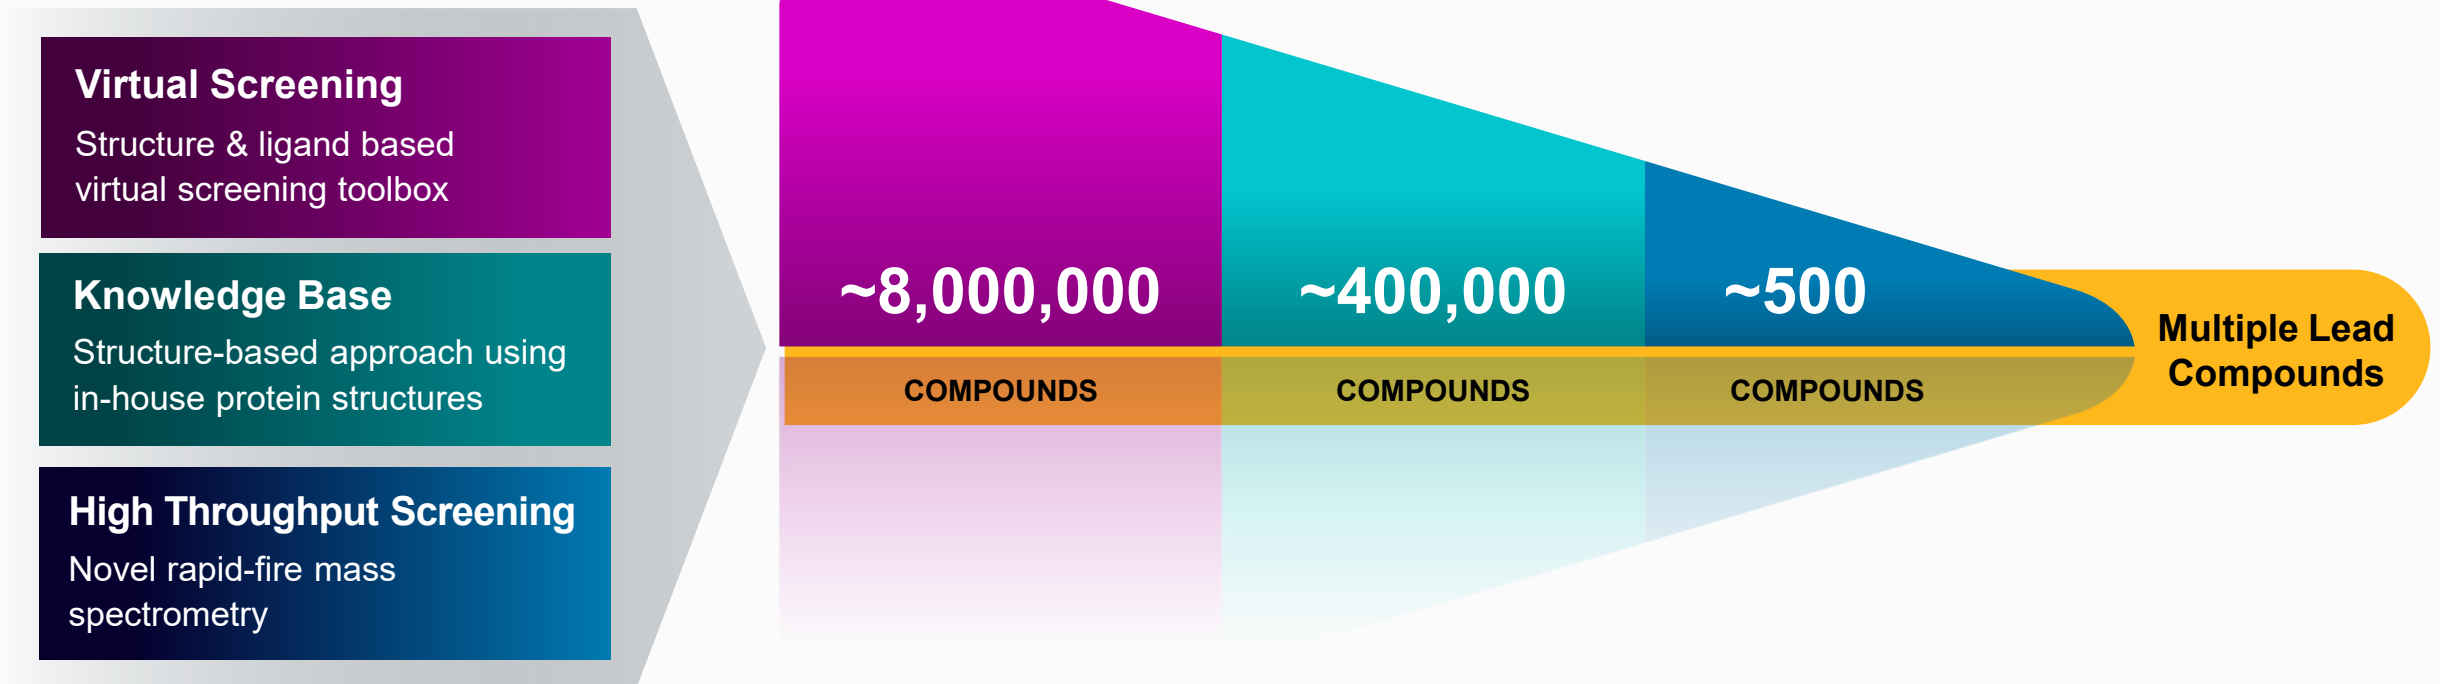 Virtual Screening
Structure & ligand based
virtual screening toolbox
Knowledge Base
Structure-based approach using
in-house protein structures
High Throughput Screening
Novel rapid-fire mass
spectrometry
~8,000,000
COMPOUNDS
~400,000
COMPOUNDS
~500
COMPOUNDS
Multiple Lead
Compounds